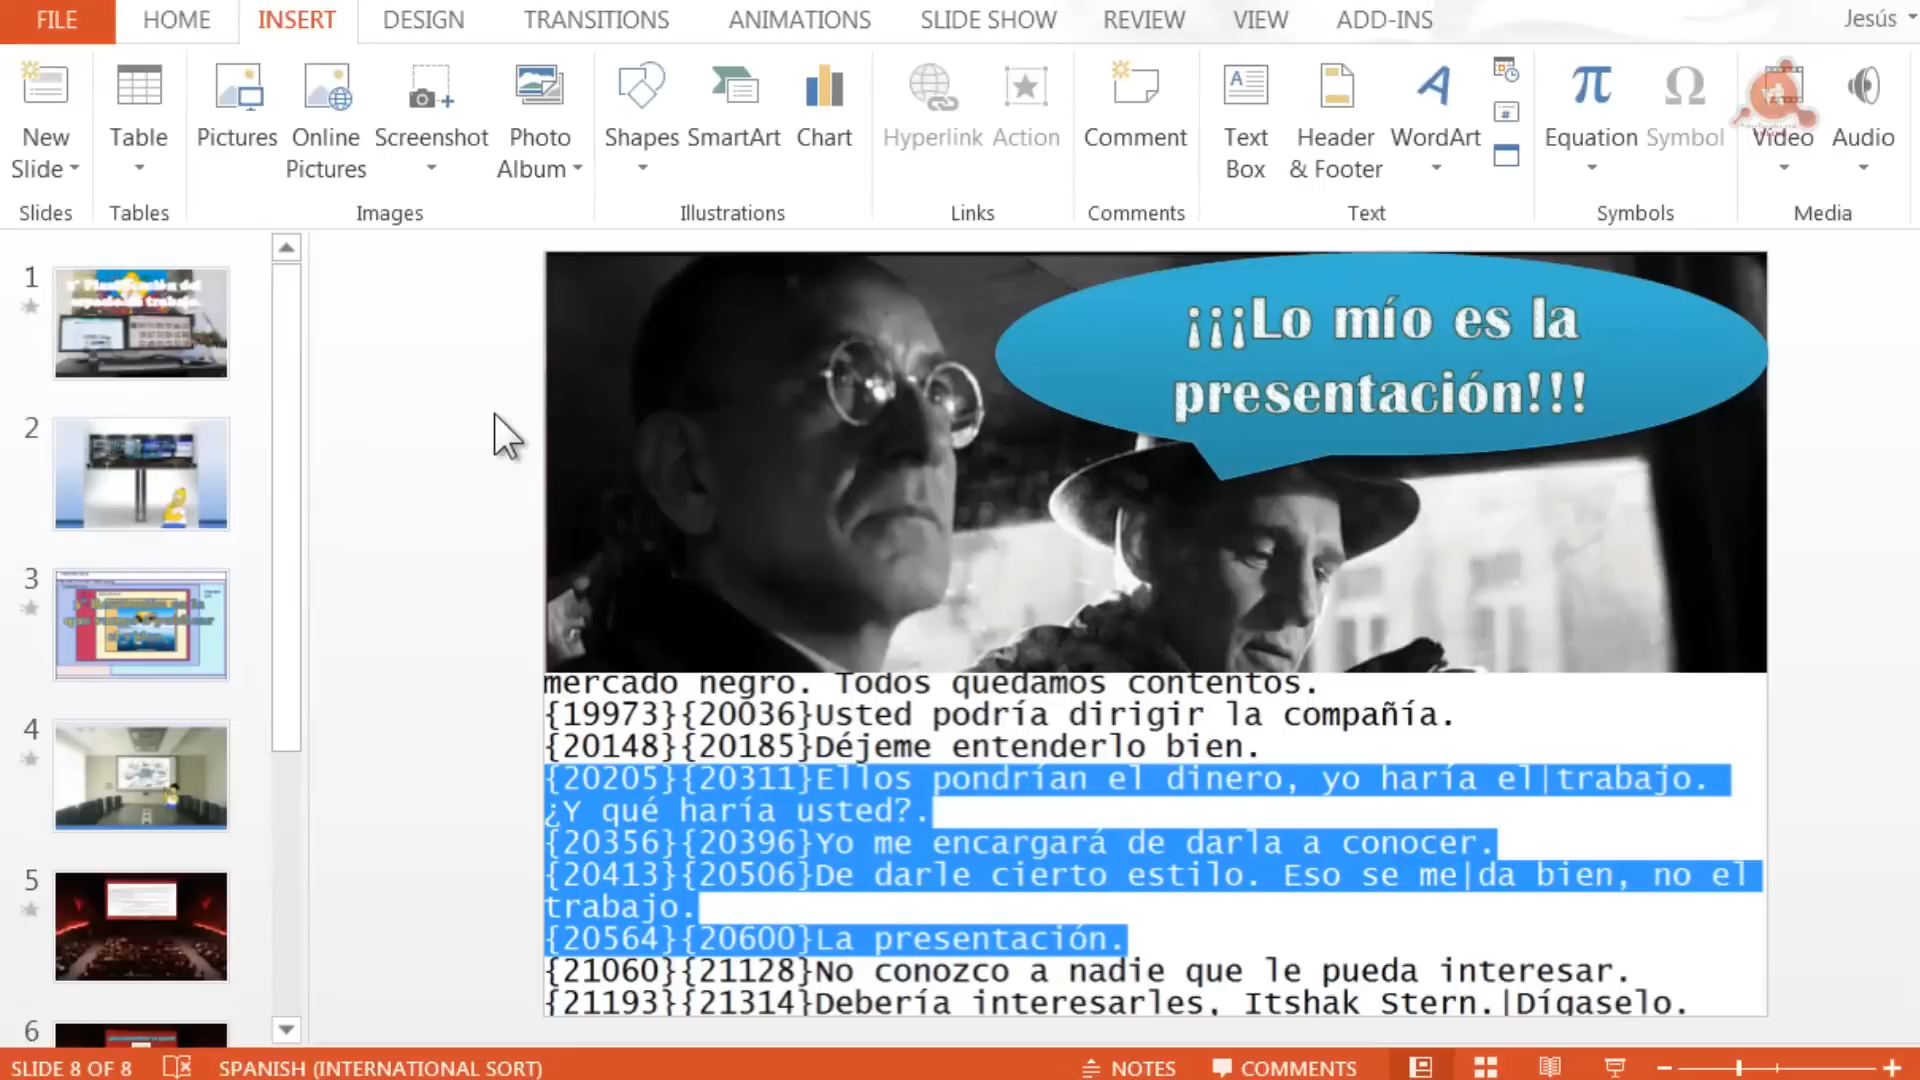 FILE HOME INSERT DESIGN TRANSITIONS ANIMATIONS SLIDE SHOW REVIEW VIEW ADD-INS Jesús
New Slide
Table
Pictures
Online Pictures
Screenshot
Photo Album
Shapes
SmartArt
Chart
Hyperlink
Action
Comment
Text Box
Header & Footer
WordArt
Equation
Symbol
Video
Audio
Slides Tables Images Illustrations Links Comments Text Symbols Media
1
2
3
4
5
6
¡¡¡Lo mío es la
presentación!!!
mercado negro. Todos quedamos contentos.
{19973}{20036}Usted podría dirigir la compañía.
{20148}{20185}Déjeme entenderlo bien.
{20205}{20311}Ellos pondrían el dinero, yo haría el|trabajo.
¿Y qué haría usted?.
{20356}{20396}Yo me encargará de darla a conocer.
{20413}{20506}De darle cierto estilo. Eso se me|da bien, no el
trabajo.
{20564}{20600}La presentación.
{21060}{21128}No conozco a nadie que le pueda interesar.
{21193}{21314}Debería interesarles, Itshak Stern.|Dígaselo.
SLIDE 8 OF 8 SPANISH (INTERNATIONAL SORT) NOTES COMMENTS